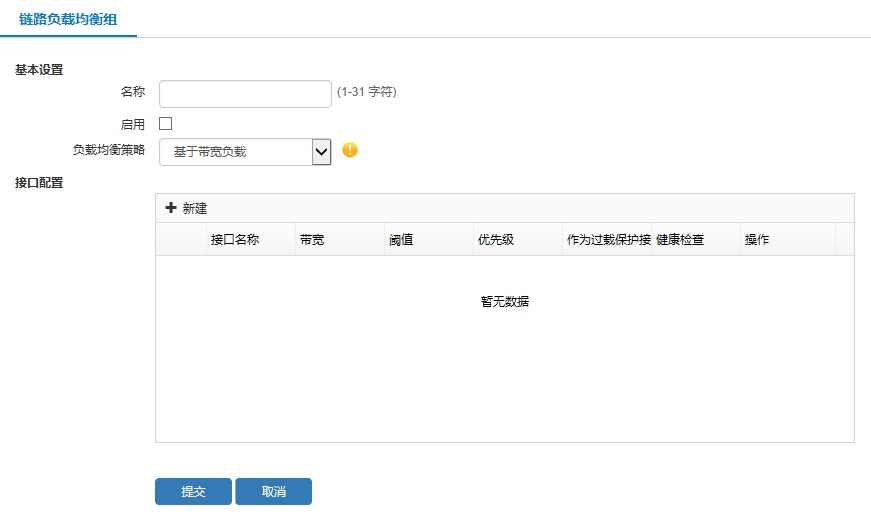 链路负载均衡组
基本设置
名称 (1-31 字符)
启用
负载均衡策略 基于带宽负载
接口配置
新建
接口名称 带宽 阈值 优先级 作为过载保护接 健康检查 操作
暂无数据
提交 取消